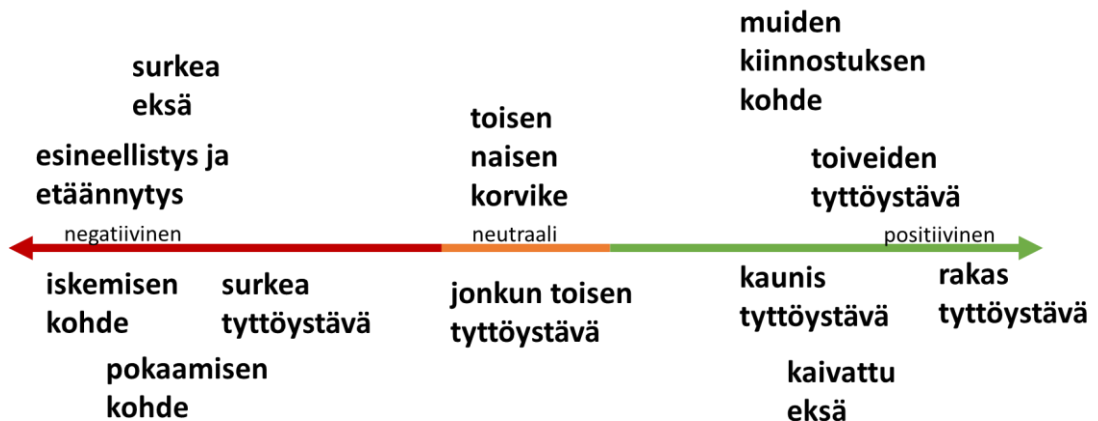 surkea
eksä
esineellistys ja
etäännytys
toisen
naisen
korvike
muiden
kiinnostuksen
kohde
toiveiden
tyttöystävä
negatiivinen
neutraali
positiivinen
iskemisen
kohde
surkea
tyttöystävä
pokaamisen
kohde
jonkun toisen
tyttöystävä
kaunis
tyttöystävä
rakas
tyttöystävä
kaivattu
eksä